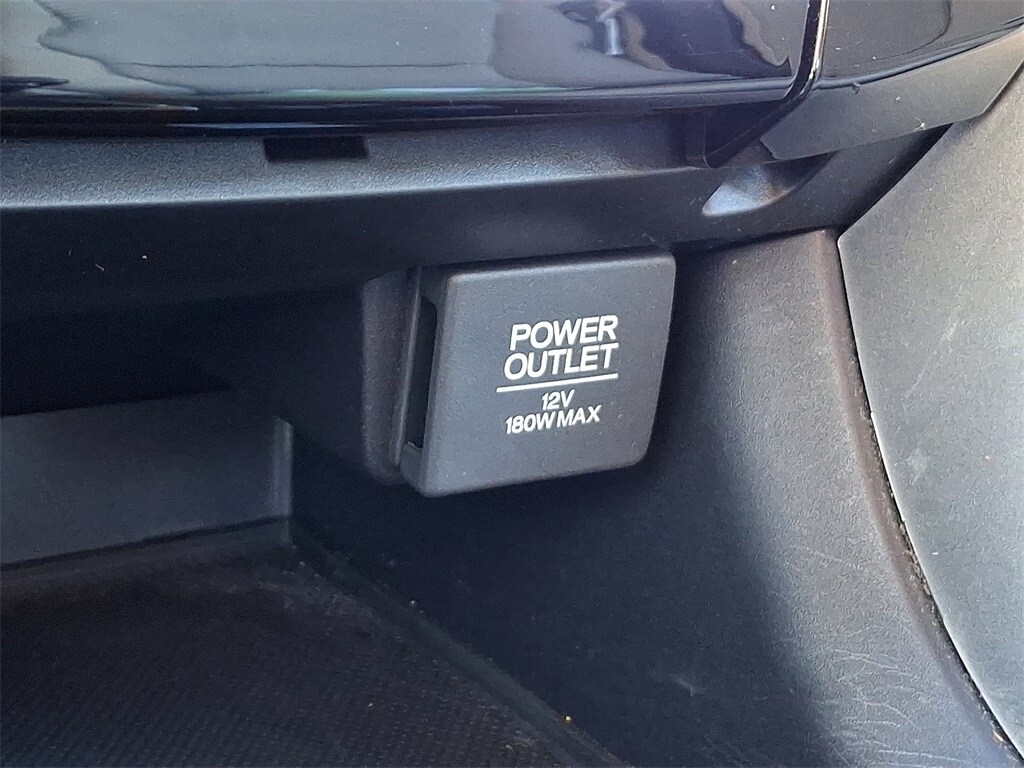 POWER
OUTLET
12V
180W MAX